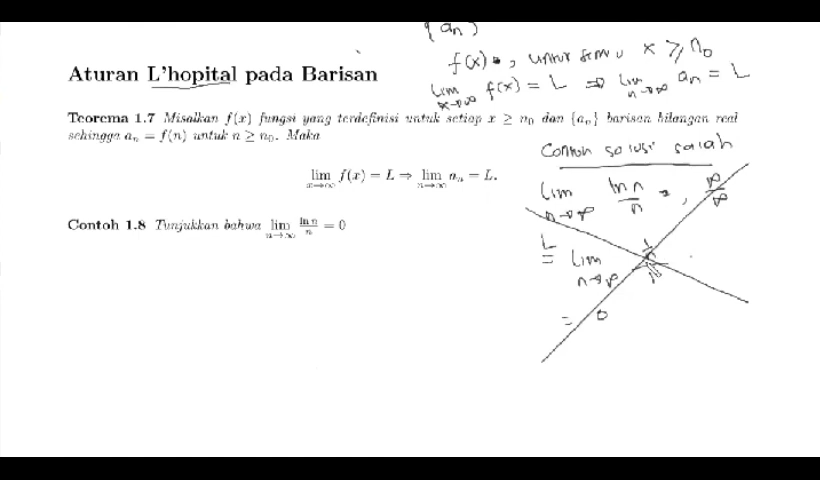 {an}
f(x) , untuk semua x ≥ n₀
lim x→∞ f(x) = L ⇒ lim n→∞ an = L
Aturan L'hopital pada Barisan
Teorema 1.7 Misalkan f(x) fungsi yang terdefinisi untuk setiap x ≥ n₀ dan {aₙ} barisan bilangan real
sehingga aₙ = f(n) untuk n ≥ n₀. Maka
lim x→∞ f(x) = L ⇒ lim n→∞ aₙ = L.
Contoh 1.8 Tunjukkan bahwa lim n→∞ ln n/n = 0
Contoh solusi salah
lim n→∞ ln n/n = , ∞/∞
L
= lim n→∞
= 0